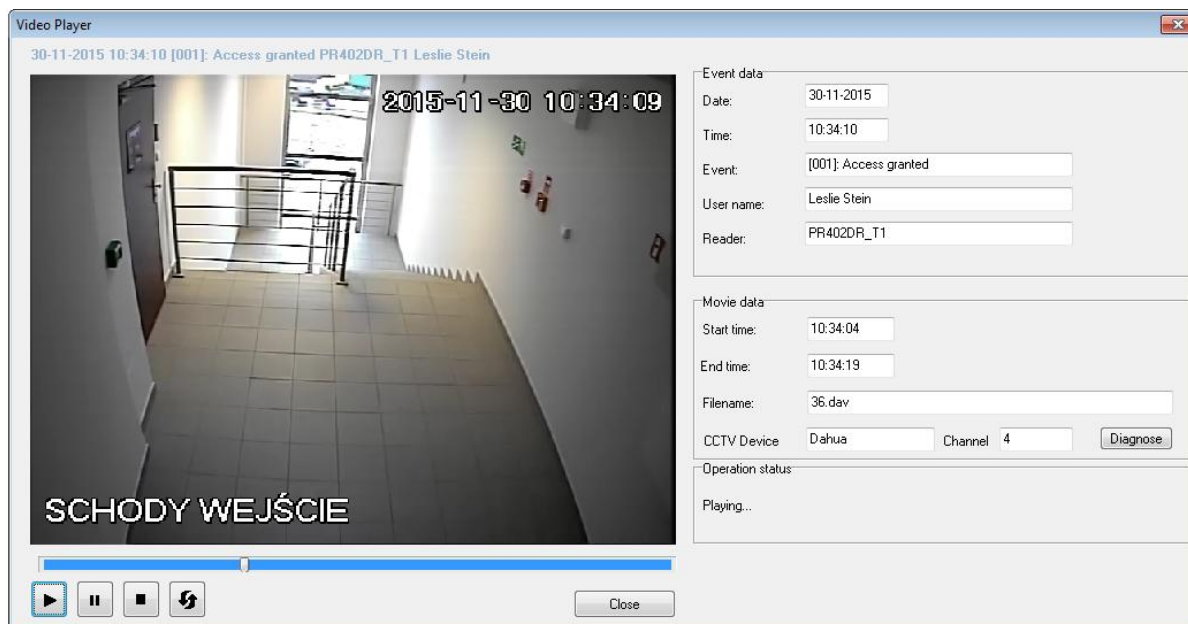 Video Player
30-11-2015 10:34:10 [001]: Access granted PR402DR_T1 Leslie Stein
2015-11-30 10:34:09
SCHODY WEJŚCIE
Close
Event data
Date: 30-11-2015
Time: 10:34:10
Event: [001]: Access granted
User name: Leslie Stein
Reader: PR402DR_T1
Movie data
Start time: 10:34:04
End time: 10:34:19
Filename: 36.dav
CCTV Device Dahua Channel 4 Diagnose
Operation status
Playing...